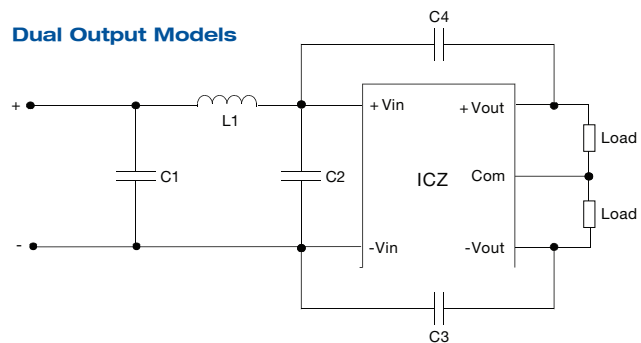 Dual Output Models
C4
+
L1
+ Vin
+ Vout
Load
C1
C2
ICZ
Com
Load
-
-Vin
-Vout
C3